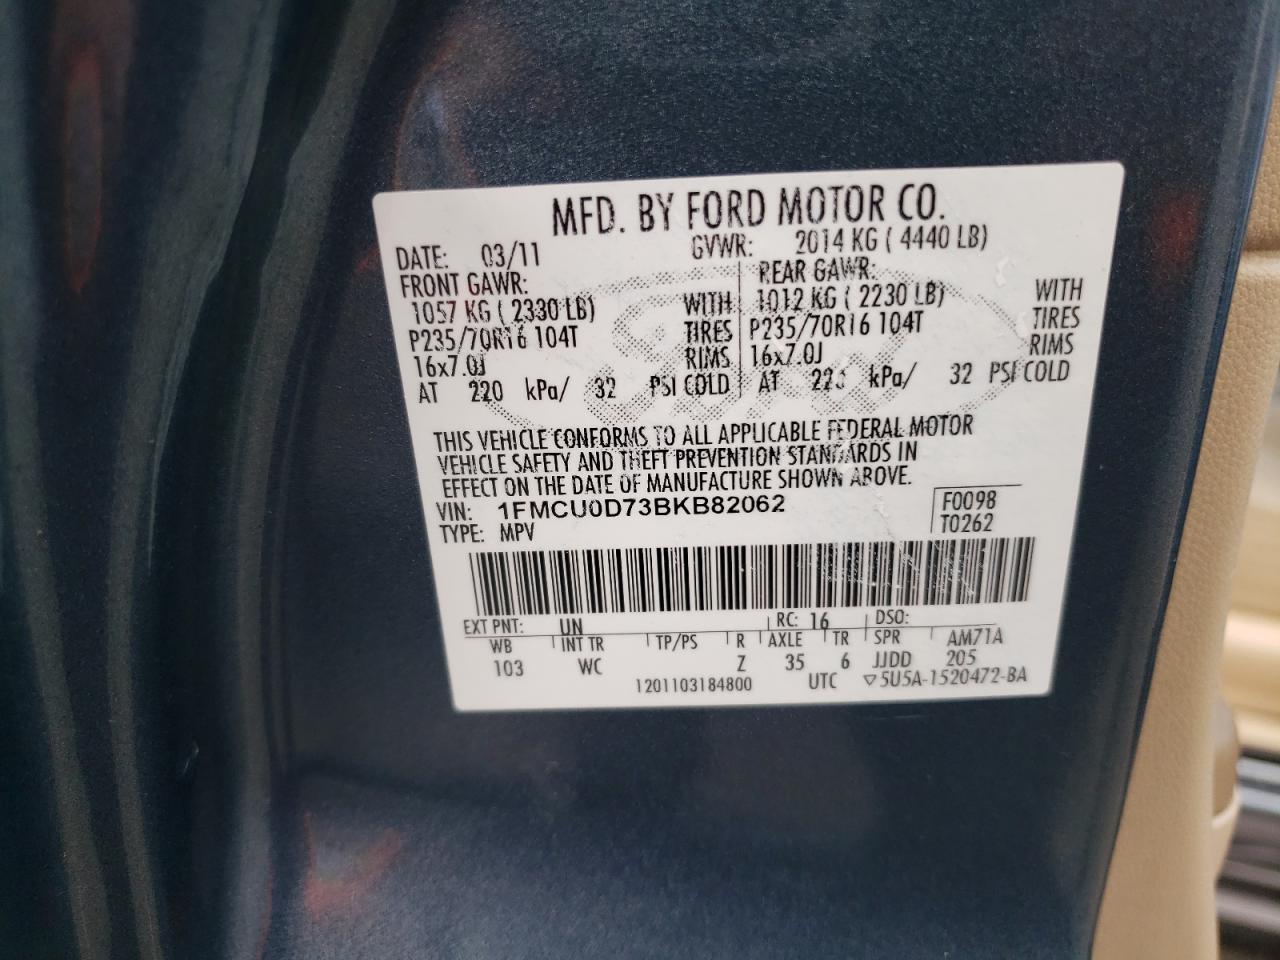 MFD. BY FORD MOTOR CO.
DATE: 03/11 GVWR: 2014 KG ( 4440 LB)
FRONT GAWR: REAR GAWR:
1057 KG ( 2330 LB) WITH 1012 KG ( 2230 LB) WITH
P235/70R16 104T TIRES P235/70R16 104T TIRES
16x7.0J RIMS 16x7.0J RIMS
AT 220 kPa/ 32 PSI COLD AT kPa/ 32 PSI COLD
THIS VEHICLE CONFORMS TO ALL APPLICABLE FEDERAL MOTOR
VEHICLE SAFETY AND THEFT PREVENTION STANDARDS IN
EFFECT ON THE DATE OF MANUFACTURE SHOWN ABOVE.
VIN: 1FMCU0D73BKB82062 F0098
TYPE: MPV T0262
EXT PNT: UN RC: 16 DSO:
WB INT TR TP/PS R AXLE TR SPR AM71A
103 WC Z 35 6 JJDD 205
1201103184800 UTC ▽5U5A-1520472-BA